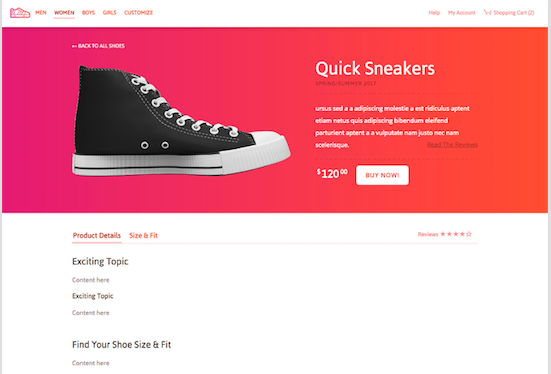 MEN WOMEN BOYS GIRLS CUSTOMIZE Help My Account Shopping Cart (2)
← BACK TO ALL SHOES
Quick Sneakers
SPRING/SUMMER 2017
ursus sed a a adipiscing molestie a est ridiculus aptent
etiam netus quis adipiscing bibendum eleifend
parturient aptent a a vulputate nam justo nec nam
scelerisque. Read The Reviews
$120.00 BUY NOW!
Product Details Size & Fit Reviews ★★★★☆
Exciting Topic
Content here
Exciting Topic
Content here
Find Your Shoe Size & Fit
Content here